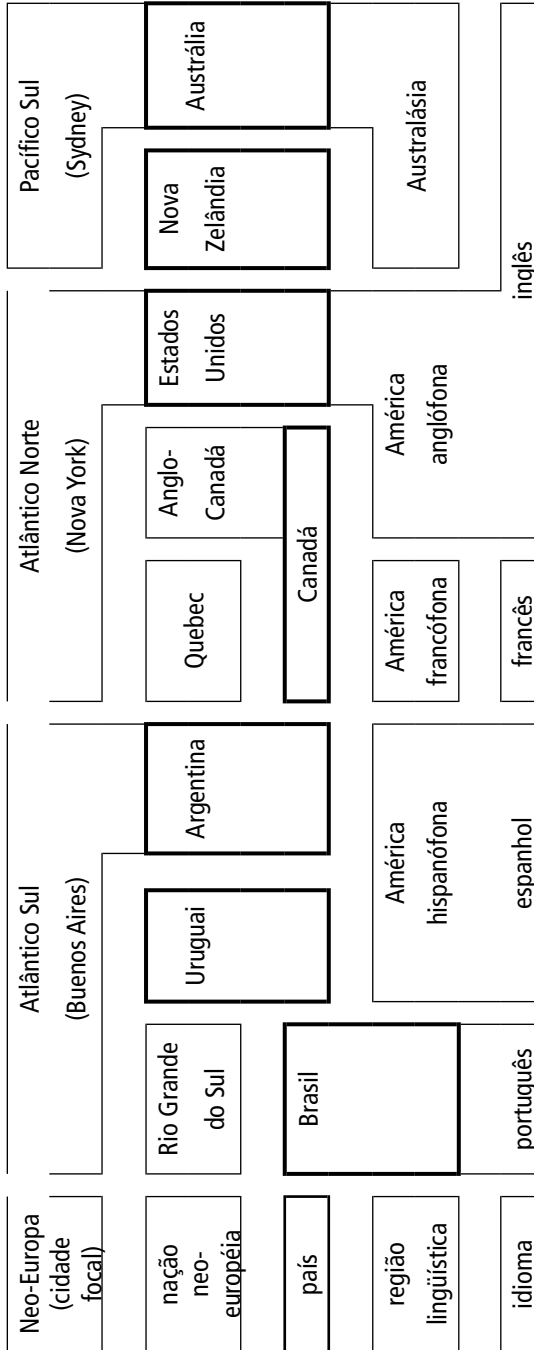 Neo-Europa
(cidade
focal)
Atlântico Sul
(Buenos Aires)
Atlântico Norte
(Nova York)
Pacífico Sul
(Sydney)
nação
neo-
européia
Rio Grande
do Sul
Uruguai
Argentina
Quebec
Anglo-
Canadá
Estados
Unidos
Nova
Zelândia
Austrália
país
Brasil
Canadá
região
lingüística
América
hispanófona
América
francófona
América
anglófona
Australásia
idioma
português
espanhol
francês
inglês